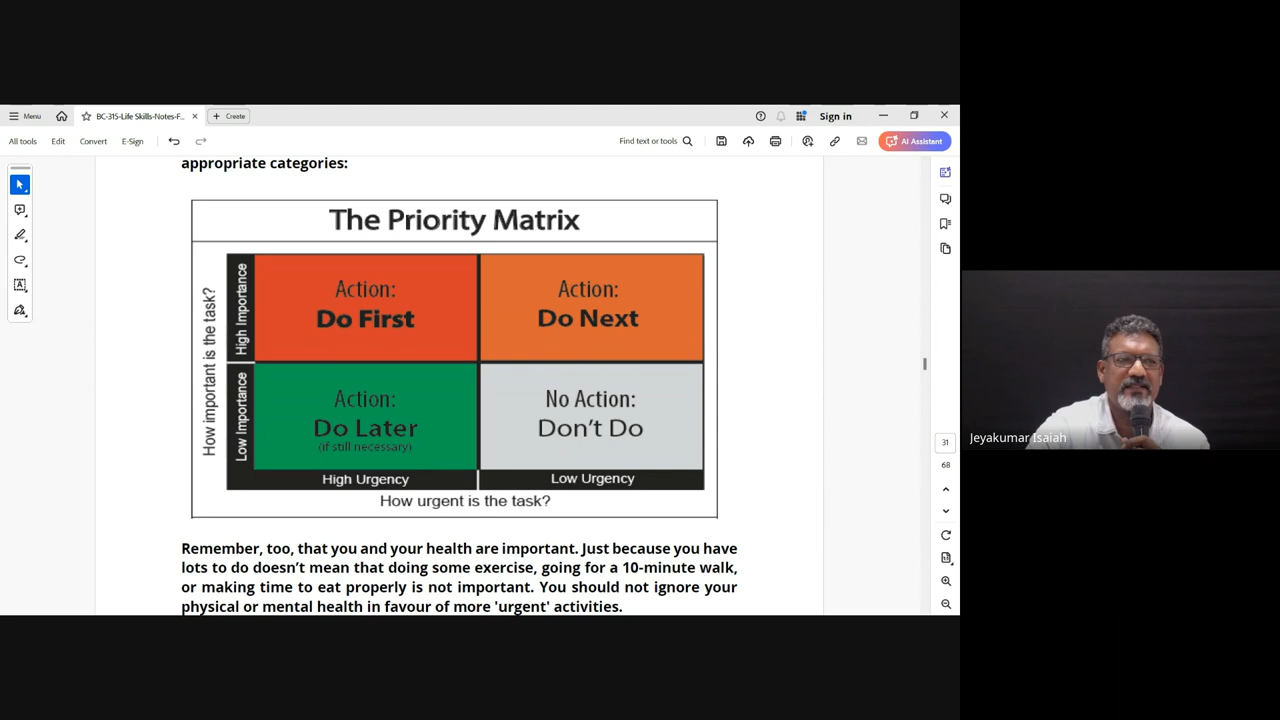 Menu
BC-315-Life Skills-Notes-F...
Create
Sign in
All tools
Edit
Convert
E-Sign
Find text or tools
AI Assistant
appropriate categories:
The Priority Matrix
How important is the task?
High Importance
Action:
Do First
Action:
Do Next
Low Importance
Action:
Do Later
(if still necessary)
No Action:
Don't Do
High Urgency
Low Urgency
How urgent is the task?
Remember, too, that you and your health are important. Just because you have
lots to do doesn't mean that doing some exercise, going for a 10-minute walk,
or making time to eat properly is not important. You should not ignore your
physical or mental health in favour of more 'urgent' activities.
31
68
Jeyakumar Isaiah